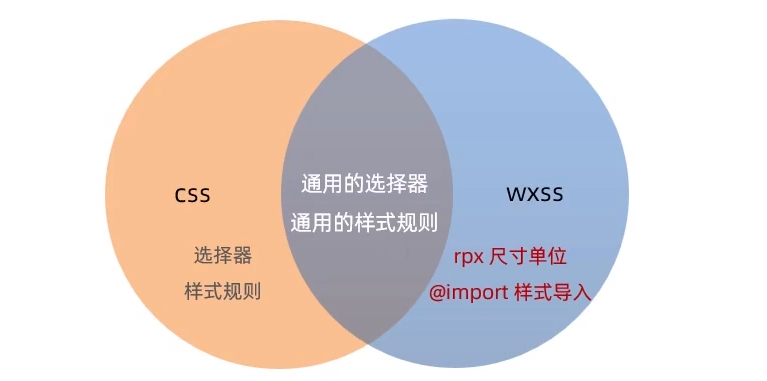 css
选择器
样式规则
通用的选择器
通用的样式规则
wxss
rpx 尺寸单位
@import 样式导入